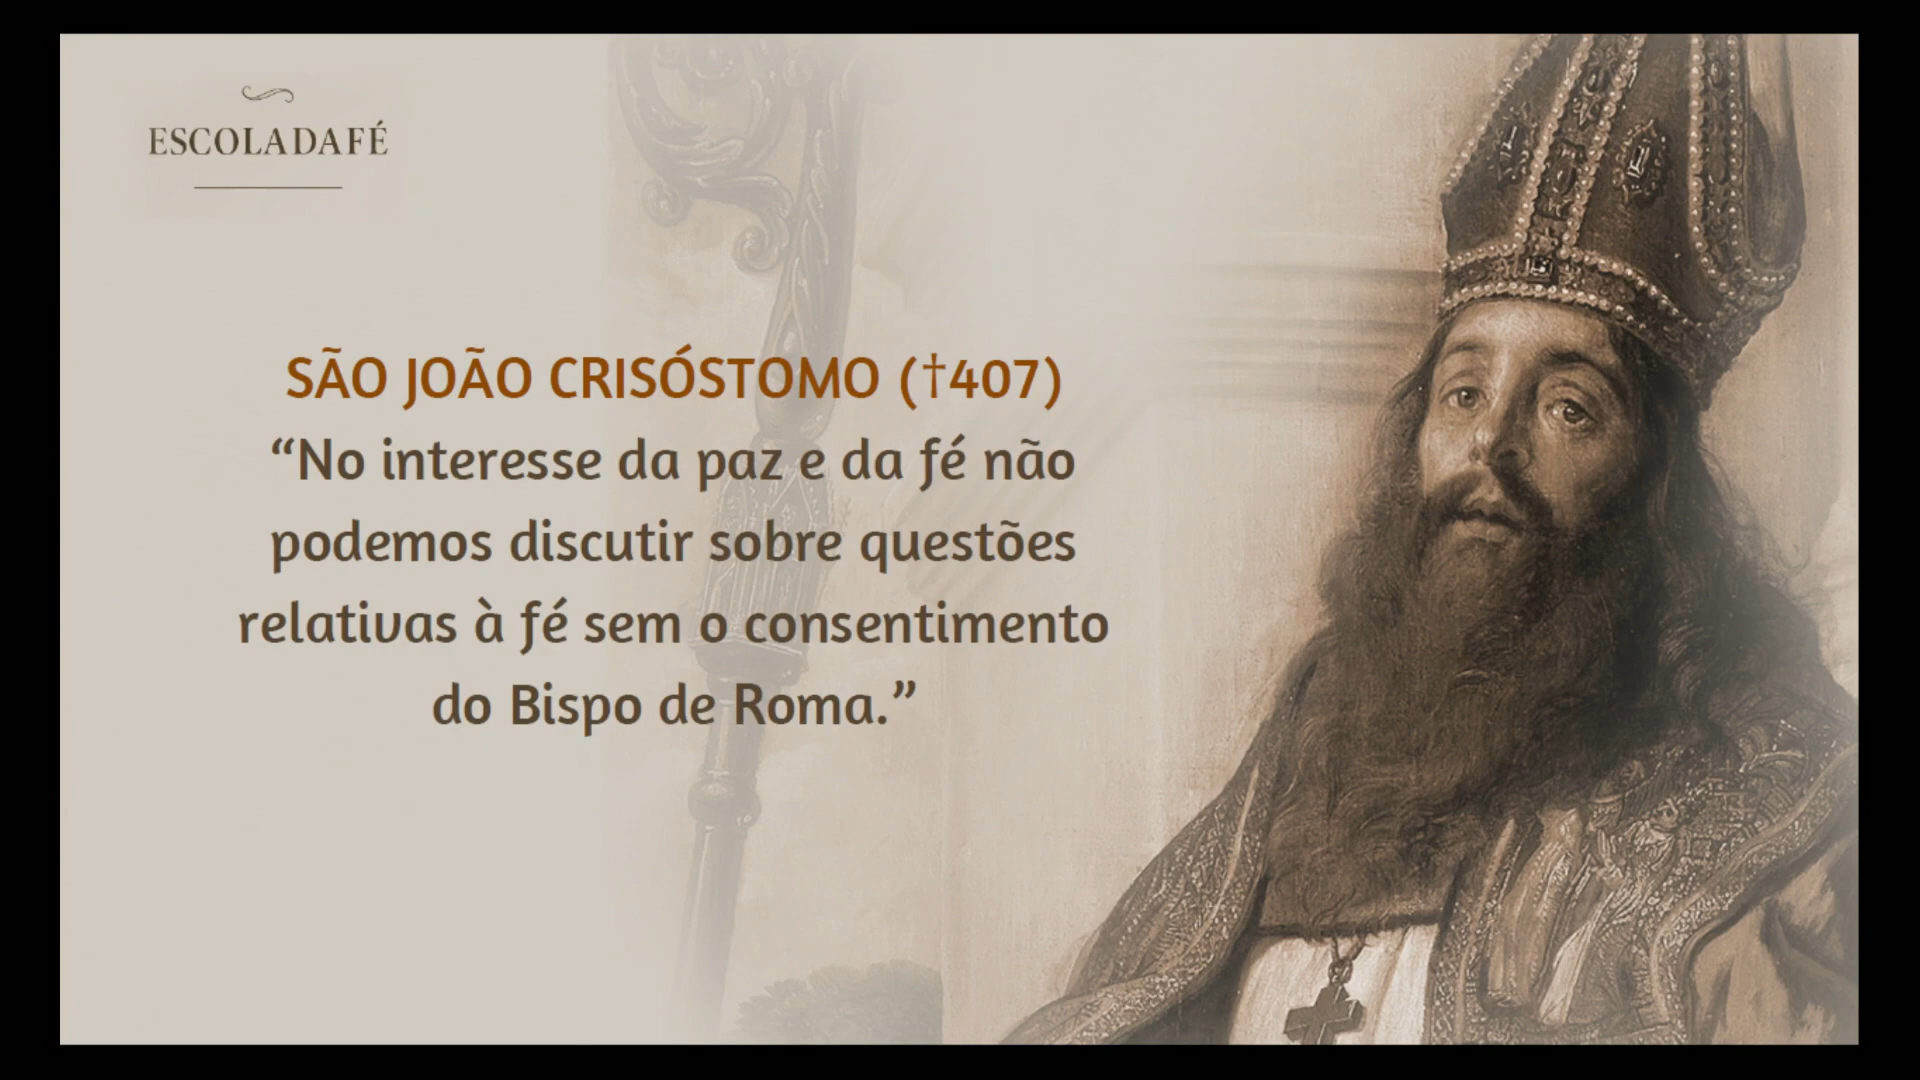 ESCOLADAFÉ
SÃO JOÃO CRISÓSTOMO (†407)
“No interesse da paz e da fé não
podemos discutir sobre questões
relativas à fé sem o consentimento
do Bispo de Roma.”